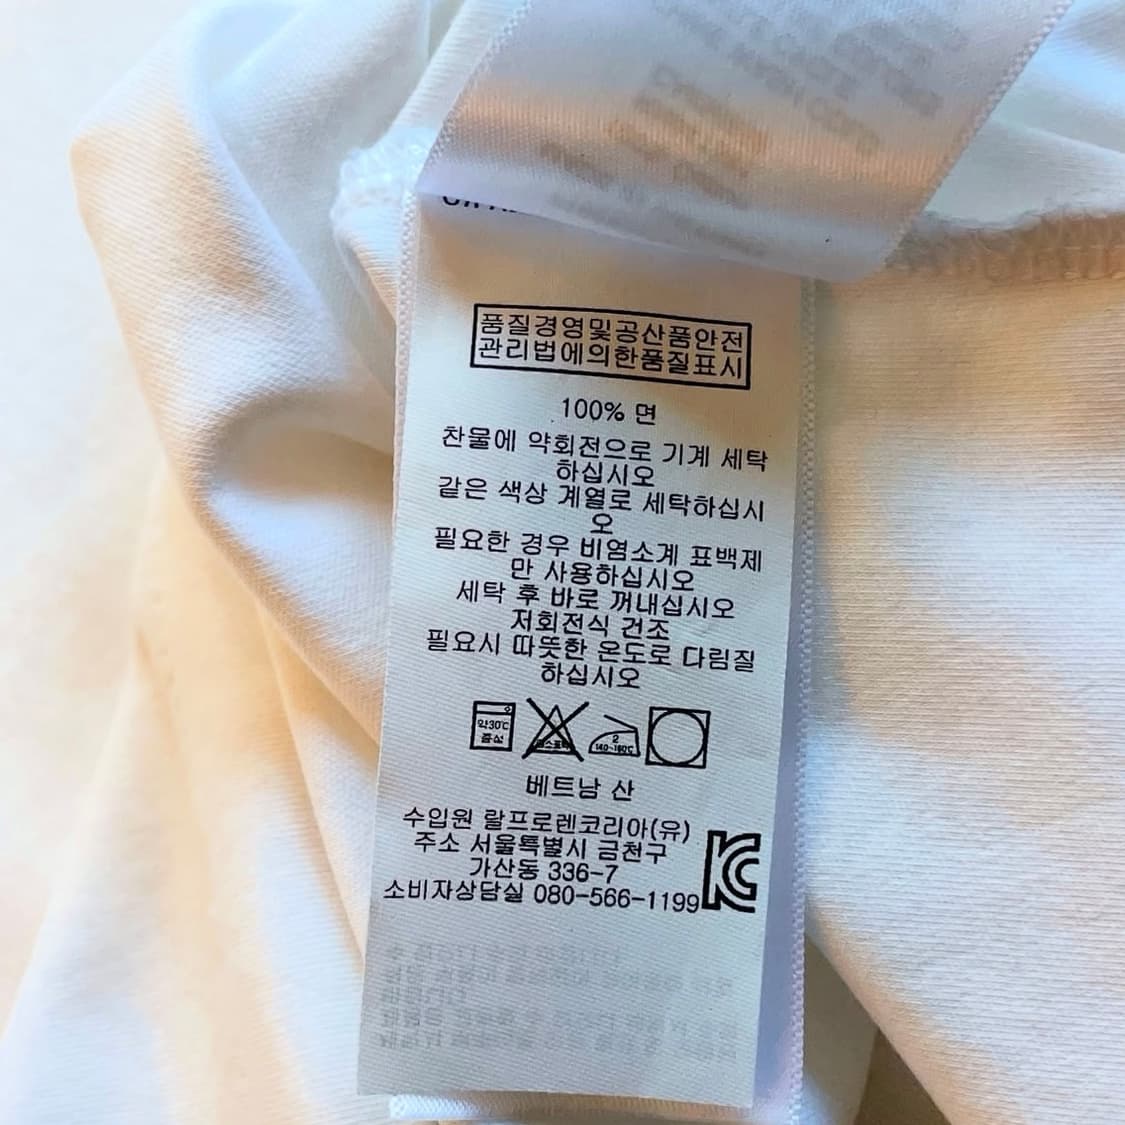 품질경영및공산품안전
관리법에의한품질표시
100% 면
찬물에 약회전으로 기계 세탁
하십시오
같은 색상 계열로 세탁하십시
오
필요한 경우 비염소계 표백제
만 사용하십시오
세탁 후 바로 꺼내십시오
저회전식 건조
필요시 따뜻한 온도로 다림질
하십시오
약30℃
중성
2
140~160℃
베트남 산
수입원 랄프로렌코리아(유)
주소 서울특별시 금천구
가산동 336-7
소비자상담실 080-566-1199